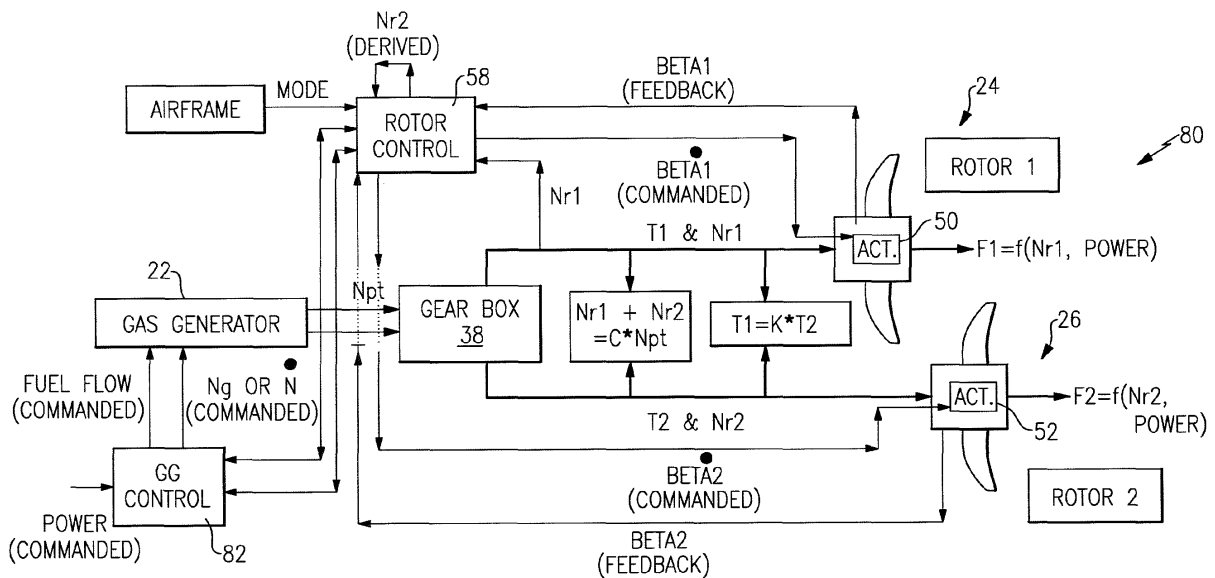 Nr2
(DERIVED)
58
BETA1
(FEEDBACK)
24
AIRFRAME
MODE
ROTOR
CONTROL
80
ROTOR 1
BETA1
(COMMANDED)
Nr1
50
T1 & Nr1
ACT.
F1=f(Nr1, POWER)
22
Npt
GAS GENERATOR
GEAR BOX
38
Nr1 + Nr2
=C*Npt
T1=K*T2
26
FUEL FLOW
(COMMANDED)
Ng OR N
(COMMANDED)
ACT.
F2=f(Nr2,
POWER)
52
T2 & Nr2
GG
CONTROL
BETA2
(COMMANDED)
ROTOR 2
POWER
(COMMANDED)
82
BETA2
(FEEDBACK)